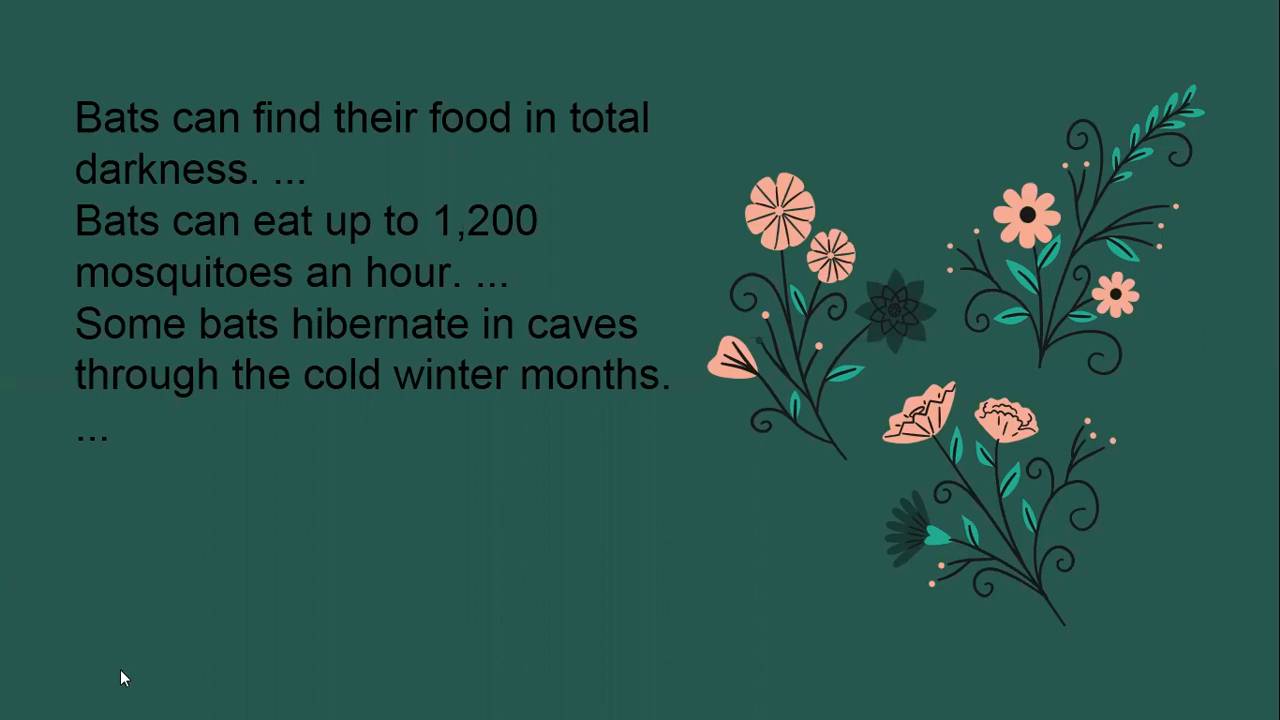 Bats can find their food in total
darkness. ...
Bats can eat up to 1,200
mosquitoes an hour. ...
Some bats hibernate in caves
through the cold winter months.
...